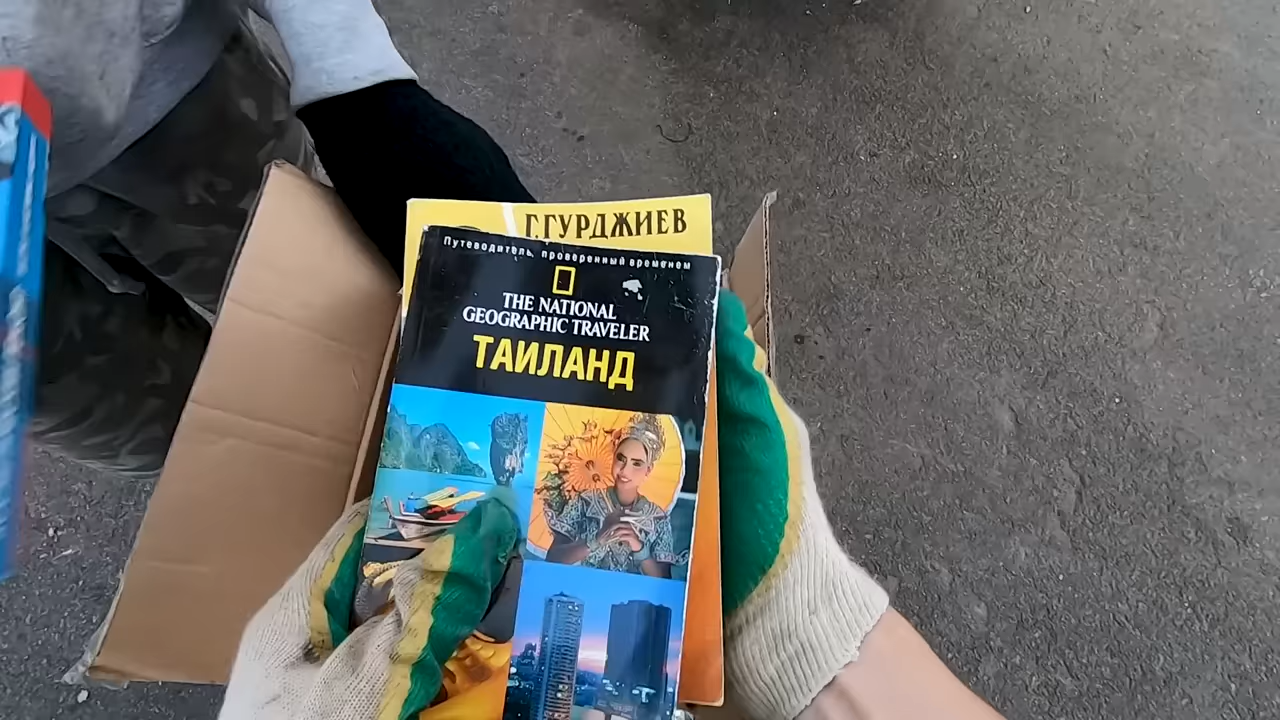 Г. ГУРДЖИЕВ
Путеводитель, проверенный временем
THE NATIONAL
GEOGRAPHIC TRAVELER
ТАИЛАНД